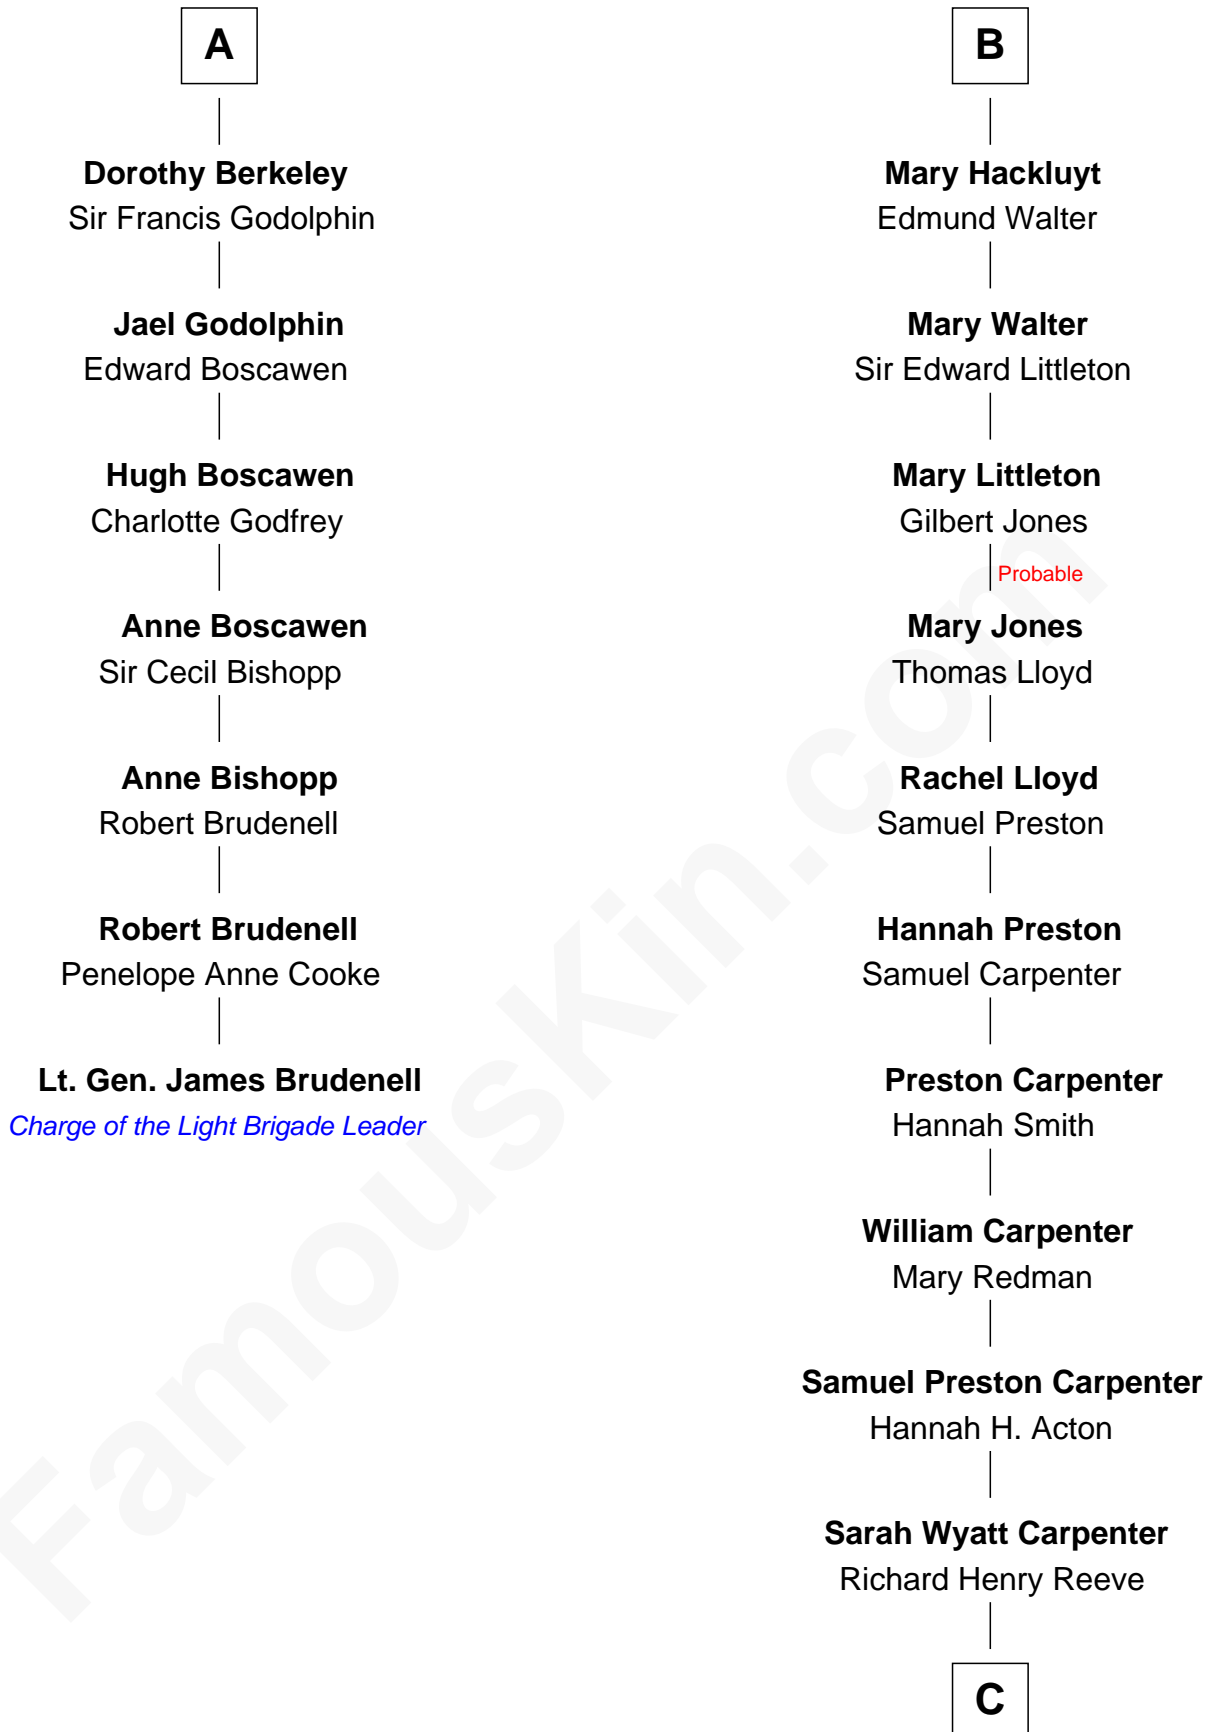 A
Dorothy Berkeley
Sir Francis Godolphin
Jael Godolphin
Edward Boscawen
Hugh Boscawen
Charlotte Godfrey
Anne Boscawen
Sir Cecil Bishopp
Anne Bishopp
Robert Brudenell
Robert Brudenell
Penelope Anne Cooke
Lt. Gen. James Brudenell
Charge of the Light Brigade Leader
B
Mary Hackluyt
Edmund Walter
Mary Walter
Sir Edward Littleton
Mary Littleton
Gilbert Jones
Probable
Mary Jones
Thomas Lloyd
Rachel Lloyd
Samuel Preston
Hannah Preston
Samuel Carpenter
Preston Carpenter
Hannah Smith
William Carpenter
Mary Redman
Samuel Preston Carpenter
Hannah H. Acton
Sarah Wyatt Carpenter
Richard Henry Reeve
C
FamousKin.com